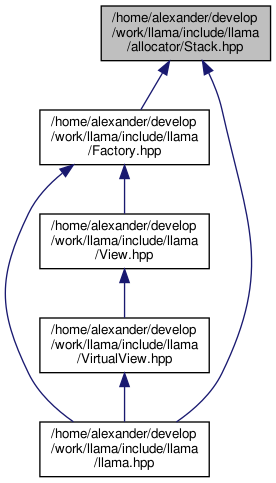 /home/alexander/develop
/work/llama/include/llama
/allocator/Stack.hpp
/home/alexander/develop
/work/llama/include/llama
/Factory.hpp
/home/alexander/develop
/work/llama/include/llama
/View.hpp
/home/alexander/develop
/work/llama/include/llama
/VirtualView.hpp
/home/alexander/develop
/work/llama/include/llama
/llama.hpp